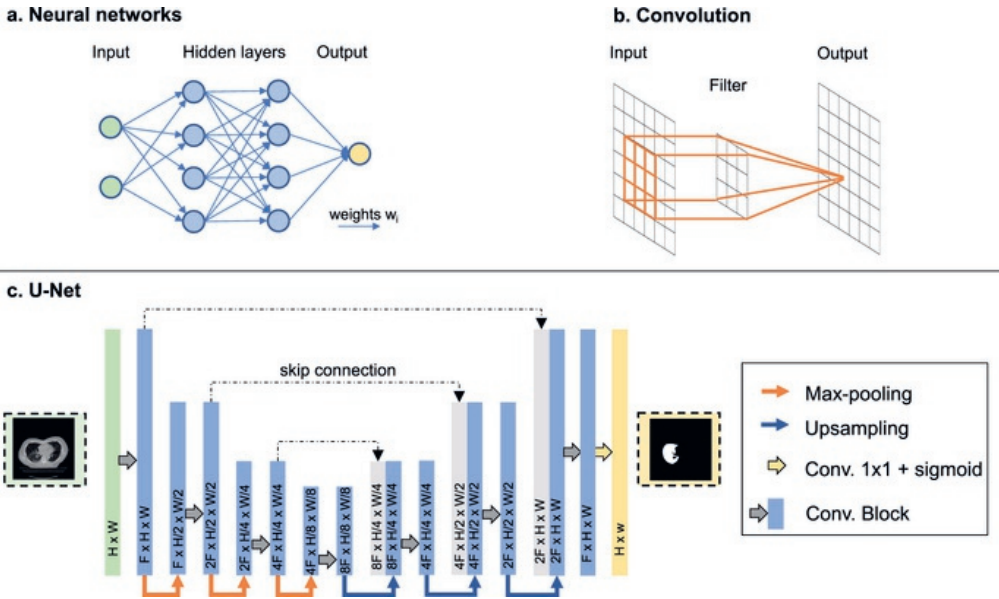 a. Neural networks
Input
Hidden layers
Output
weights wᵢ
b. Convolution
Input
Filter
Output
c. U-Net
skip connection
H x W
F x H x W
F x H/2 x W/2
2F x H/2 x W/2
2F x H/4 x W/4
4F x H/4 x W/4
4F x H/8 x W/8
8F x H/8 x W/8
8F x H/4 x W/4
8F x H/4 x W/4
4F x H/4 x W/4
4F x H/2 x W/2
4F x H/2 x W/2
2F x H/2 x W/2
2F x H x W
2F x H x W
F x H x W
H x w
Max-pooling
Upsampling
Conv. 1x1 + sigmoid
Conv. Block